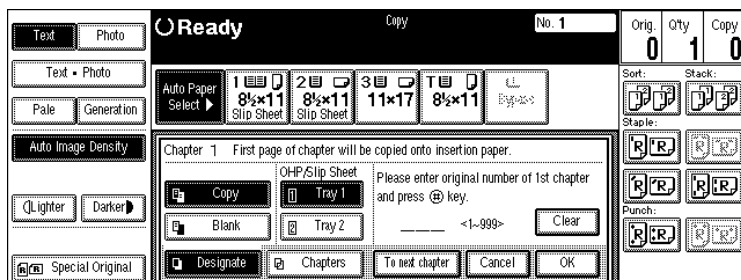 Text
Photo
Text • Photo
Pale
Generation
Auto Image Density
Lighter
Darker
Special Original
Ready
Copy
No. 1
Auto Paper Select
1
8½×11
Slip Sheet
2
8½×11
Slip Sheet
3
11×17
T
8½×11
Bypass
Chapter 1 First page of chapter will be copied onto insertion paper.
Copy
Blank
OHP/Slip Sheet
1 Tray 1
2 Tray 2
Please enter original number of 1st chapter
and press # key.
____ <1~999>
Clear
Designate
Chapters
To next chapter
Cancel
OK
Orig. Q'ty Copy
0 1 0
Sort: Stack:
Staple:
Punch: